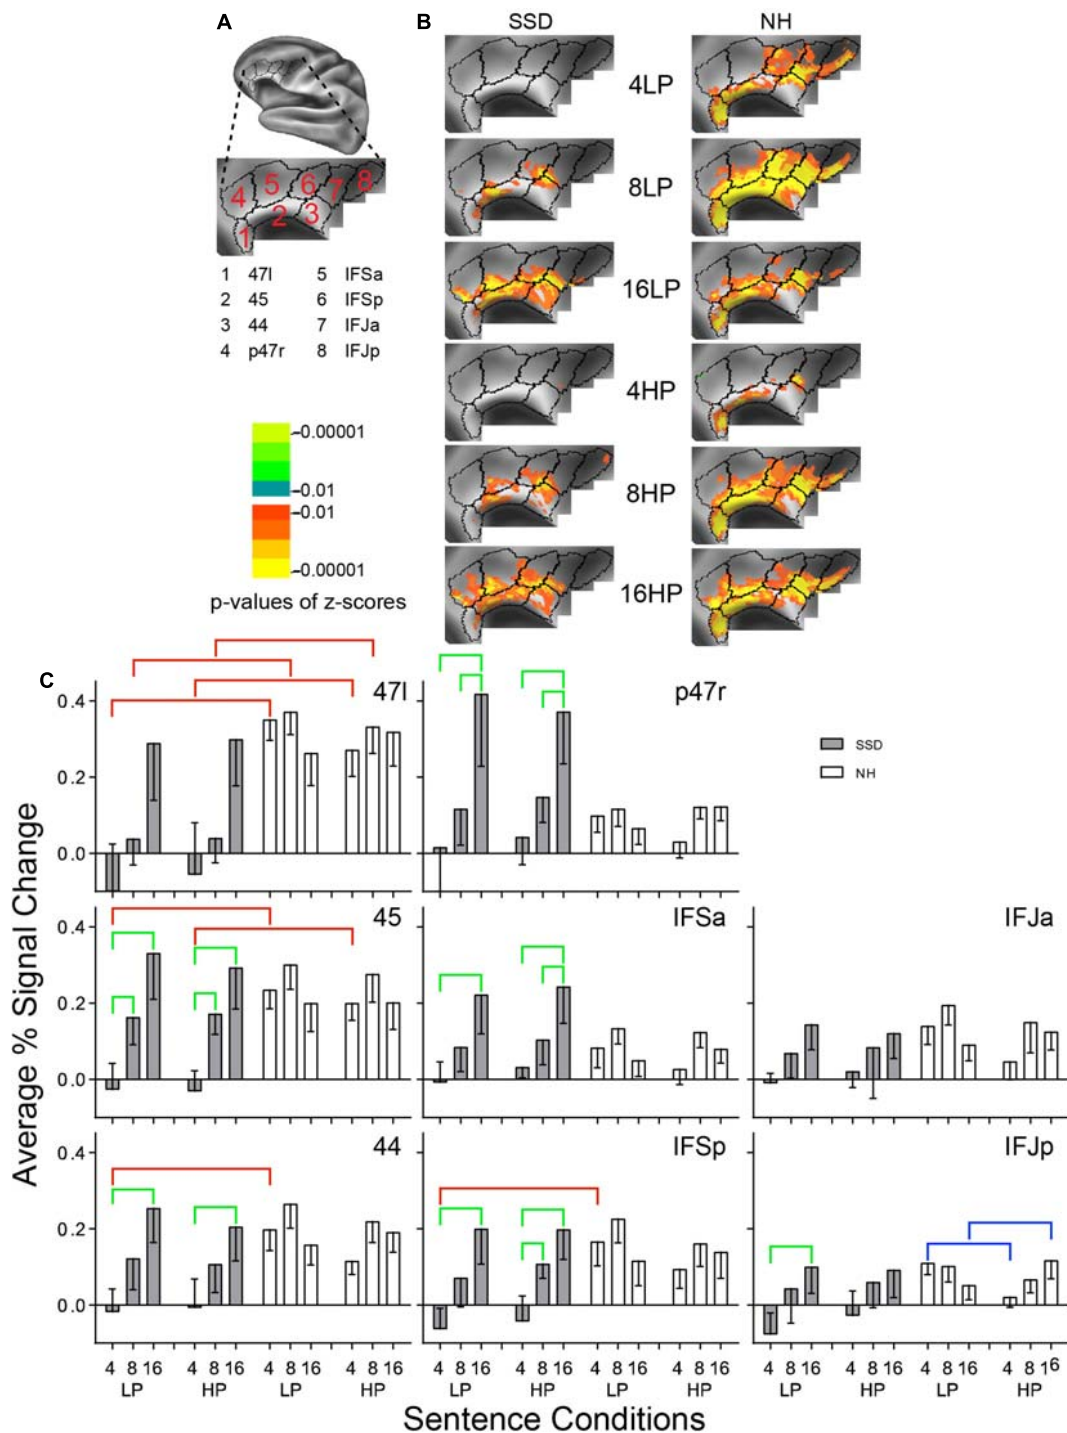 A
B
SSD
NH
4LP
8LP
16LP
4HP
8HP
16HP
4 5 6 7 8
1 2 3
1 47l 5 IFSa
2 45 6 IFSp
3 44 7 IFJa
4 p47r 8 IFJp
-0.00001
-0.01
-0.01
-0.00001
p-values of z-scores
C
47l
p47r
SSD
NH
0.4
0.2
0.0
45
IFSa
IFJa
0.4
0.2
0.0
44
IFSp
IFJp
0.4
0.2
0.0
Average % Signal Change
4 8 16 4 8 16 4 8 16 4 8 16
LP HP LP HP
4 8 16 4 8 16 4 8 16 4 8 16
LP HP LP HP
4 8 16 4 8 16 4 8 16 4 8 16
LP HP LP HP
Sentence Conditions